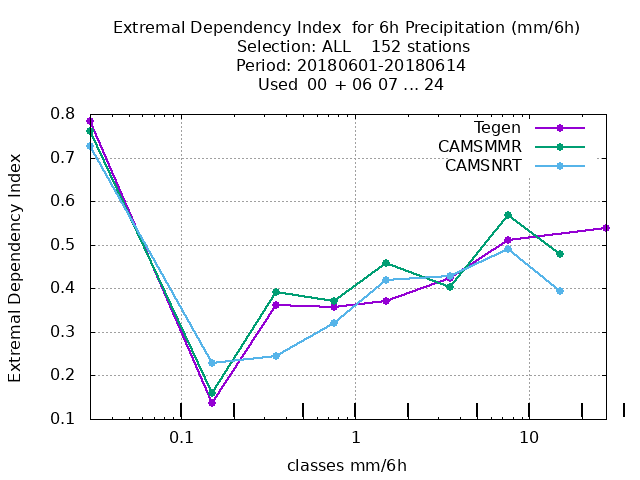 Extremal Dependency Index  for 6h Precipitation (mm/6h)
Selection: ALL    152 stations
Period: 20180601-20180614
Used  00  + 06 07 ... 24
Tegen
CAMSMMR
CAMSNRT
0.8
0.7
0.6
0.5
0.4
0.3
0.2
0.1
Extremal Dependency Index
0.1
1
10
classes mm/6h